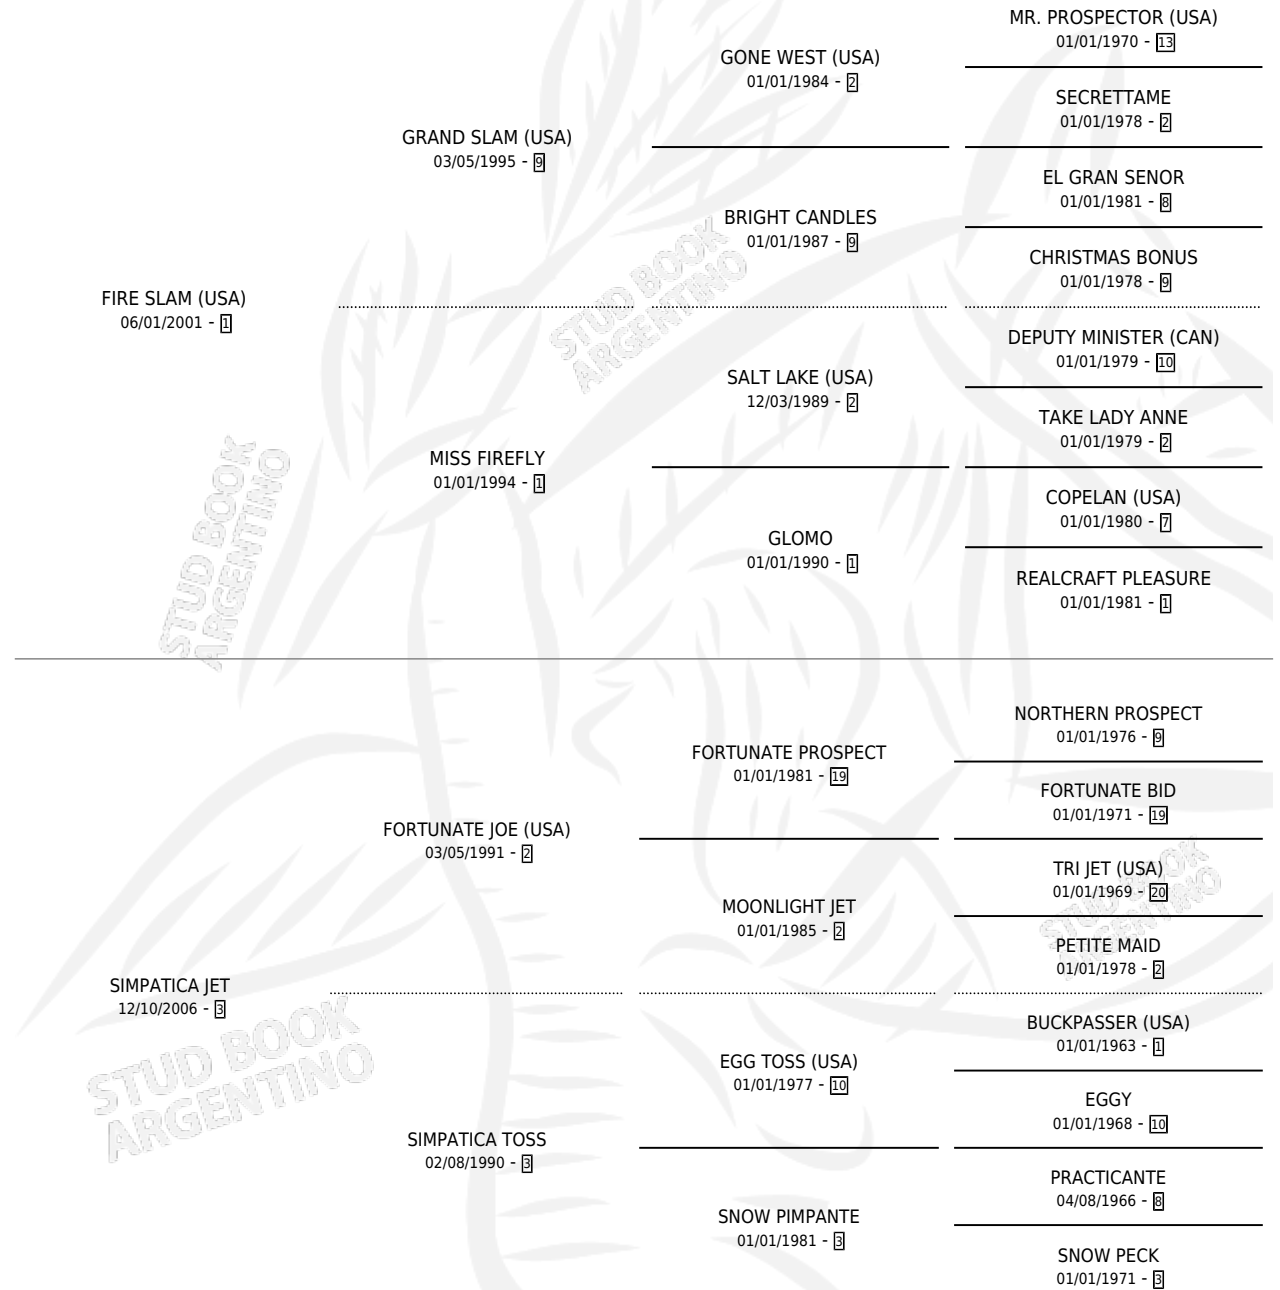 MR. PROSPECTOR (USA)
01/01/1970 - 13
GONE WEST (USA)
01/01/1984 - 2
SECRETTAME
01/01/1978 - 2
GRAND SLAM (USA)
03/05/1995 - 9
EL GRAN SENOR
01/01/1981 - 8
BRIGHT CANDLES
01/01/1987 - 9
CHRISTMAS BONUS
01/01/1978 - 9
FIRE SLAM (USA)
06/01/2001 - 1
DEPUTY MINISTER (CAN)
01/01/1979 - 10
SALT LAKE (USA)
12/03/1989 - 2
TAKE LADY ANNE
01/01/1979 - 2
MISS FIREFLY
01/01/1994 - 1
COPELAN (USA)
01/01/1980 - 7
GLOMO
01/01/1990 - 1
REALCRAFT PLEASURE
01/01/1981 - 1
NORTHERN PROSPECT
01/01/1976 - 9
FORTUNATE PROSPECT
01/01/1981 - 19
FORTUNATE BID
01/01/1971 - 19
FORTUNATE JOE (USA)
03/05/1991 - 2
TRI JET (USA)
01/01/1969 - 20
MOONLIGHT JET
01/01/1985 - 2
PETITE MAID
01/01/1978 - 2
SIMPATICA JET
12/10/2006 - 3
BUCKPASSER (USA)
01/01/1963 - 1
EGG TOSS (USA)
01/01/1977 - 10
EGGY
01/01/1968 - 10
SIMPATICA TOSS
02/08/1990 - 3
PRACTICANTE
04/08/1966 - 8
SNOW PIMPANTE
01/01/1981 - 3
SNOW PECK
01/01/1971 - 3
STUD BOOK
ARGENTINO
STUD BOOK
ARGENTINO
STUD BOOK
ARGENTINO
STUD BOOK
ARGENTINO